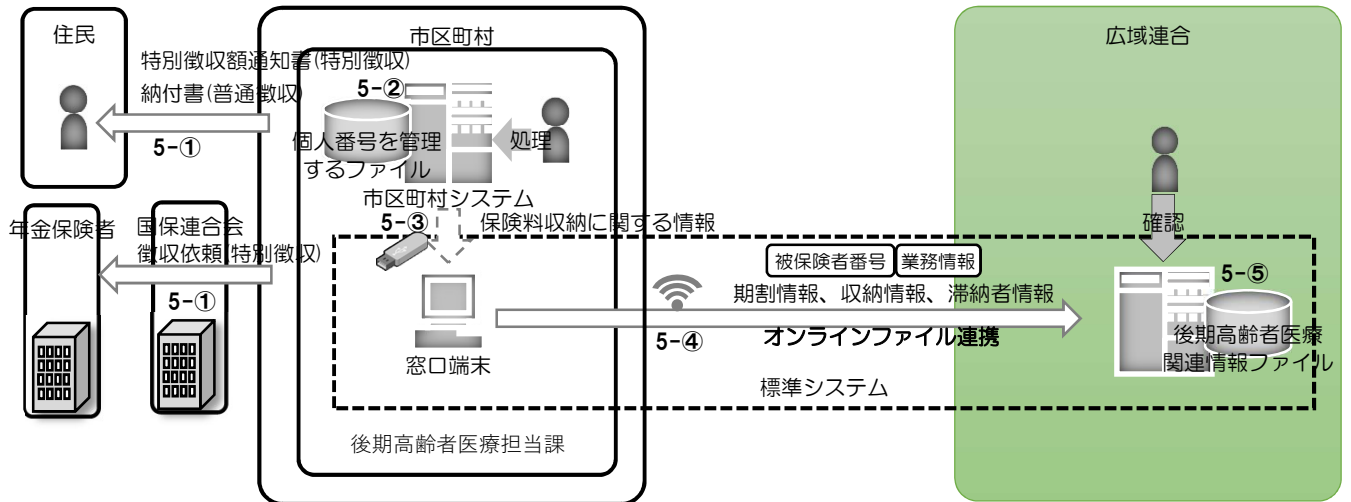 住民
市区町村
広域連合
特別徴収額通知書(特別徴収)
納付書(普通徴収)
5-①
5-②
個人番号を管理
するファイル
処理
市区町村システム
年金保険者
国保連合会
徴収依頼(特別徴収)
5-①
5-③
保険料収納に関する情報
確認
被保険者番号
業務情報
期割情報、収納情報、滞納者情報
5-④
オンラインファイル連携
5-⑤
後期高齢者医療
関連情報ファイル
窓口端末
標準システム
後期高齢者医療担当課